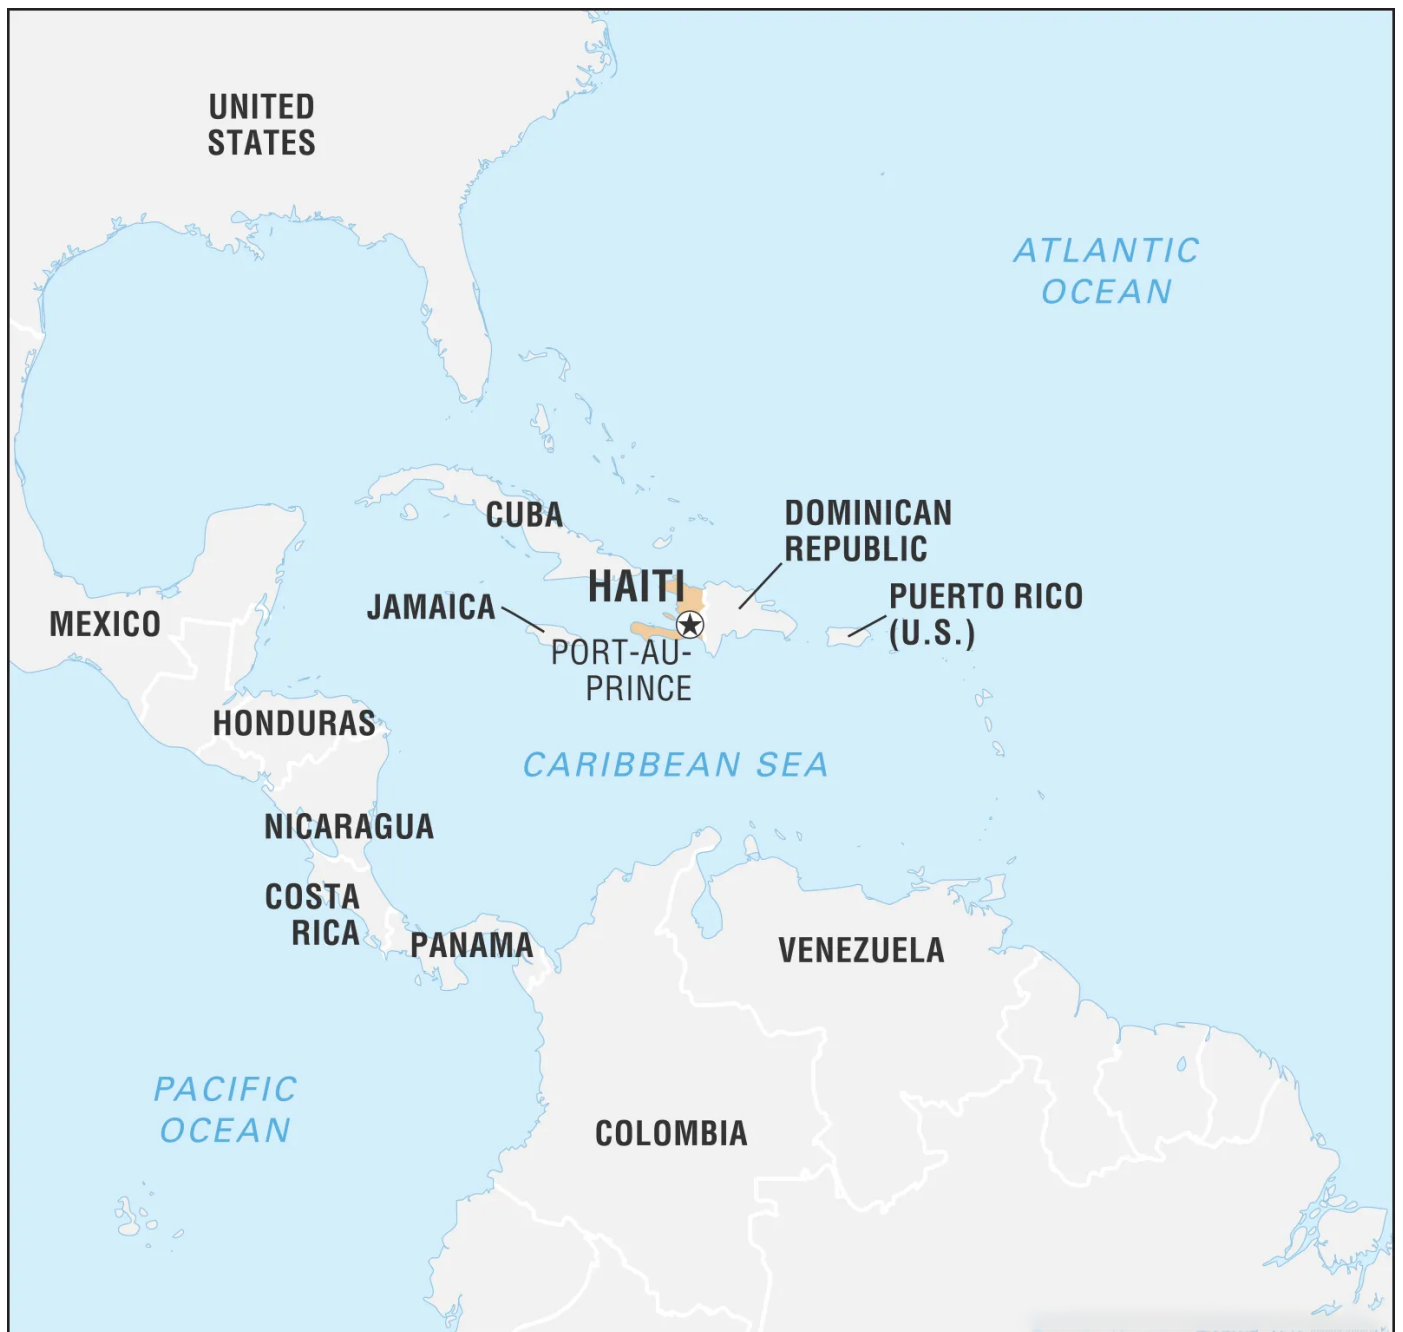 UNITED
STATES
ATLANTIC
OCEAN
CUBA
DOMINICAN
REPUBLIC
HAITI
PUERTO RICO
(U.S.)
JAMAICA
MEXICO
PORT-AU-
PRINCE
HONDURAS
CARIBBEAN SEA
NICARAGUA
COSTA
RICA
PANAMA
VENEZUELA
PACIFIC
OCEAN
COLOMBIA